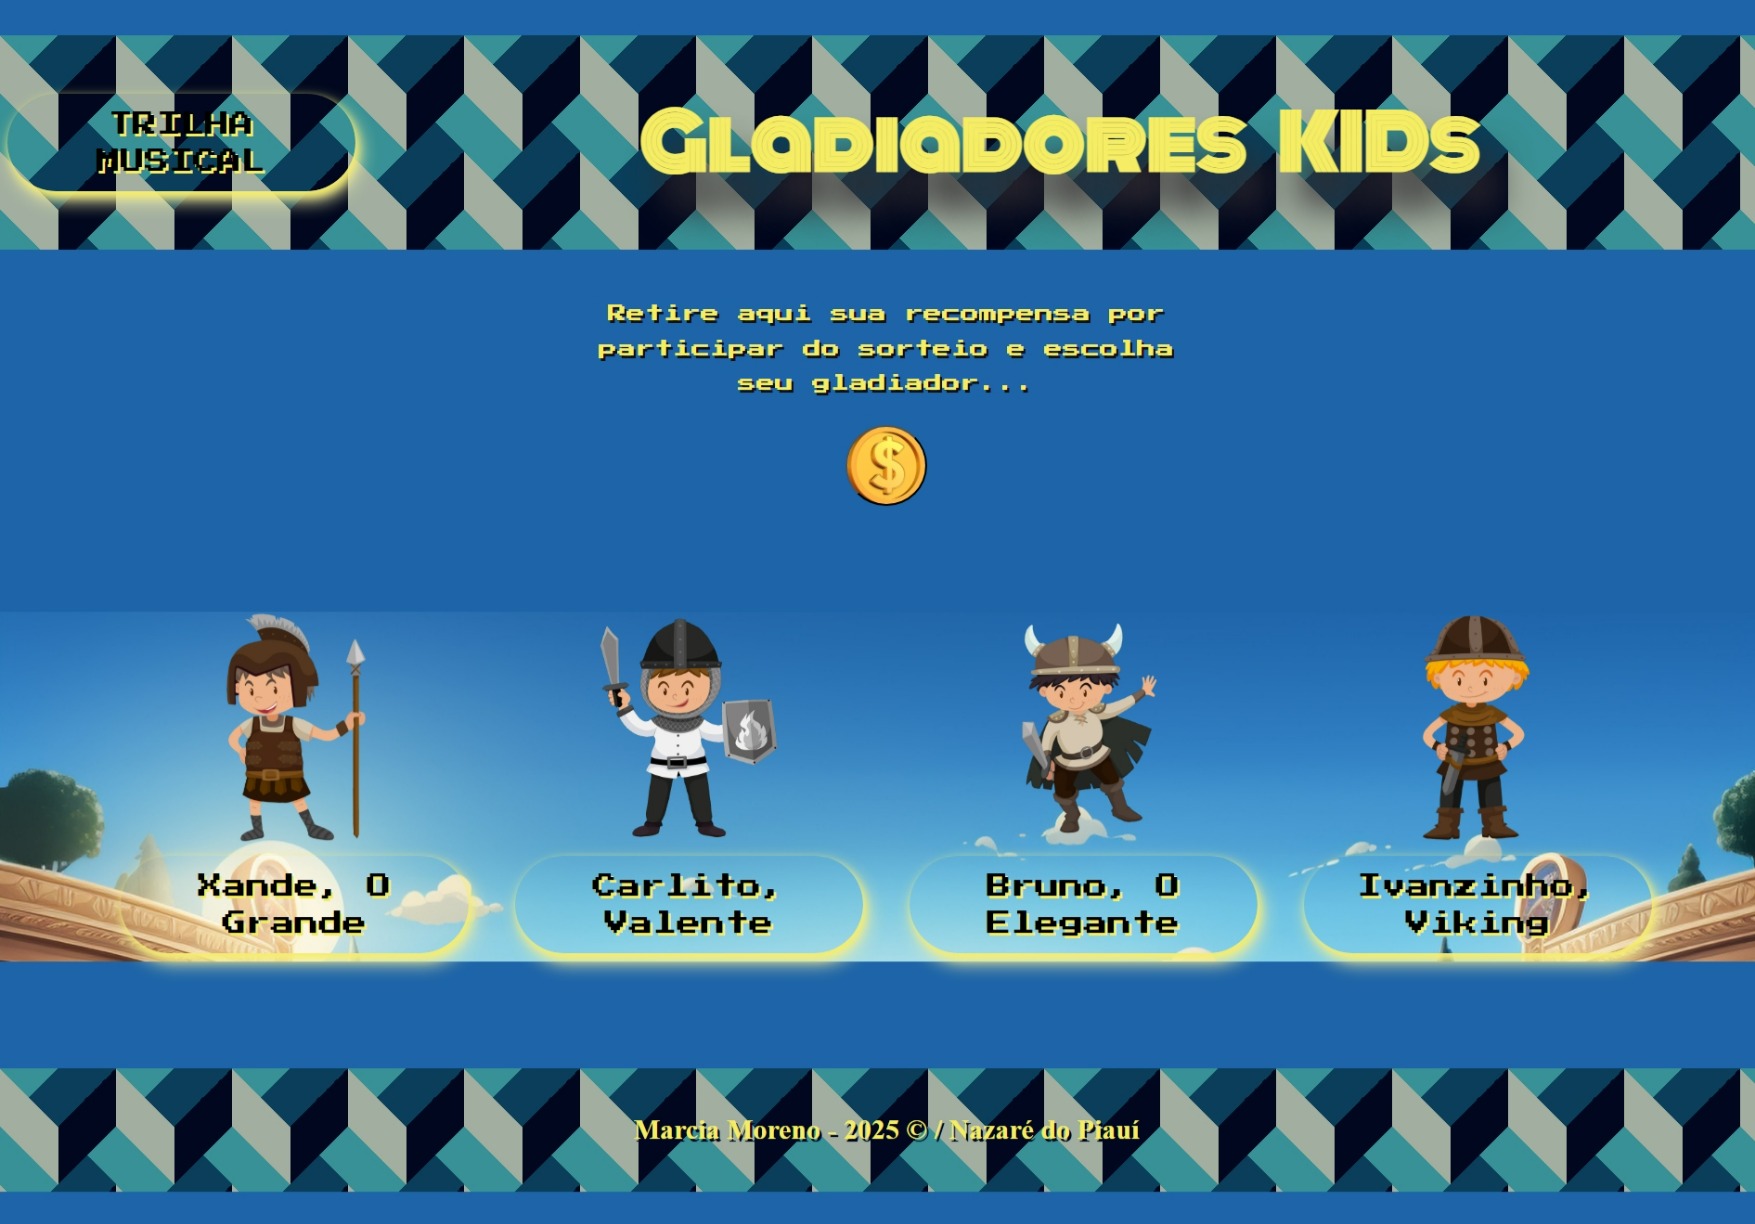 TRILHA
MUSICAL
GLADIADORES KIDS
Retire aqui sua recompensa por
participar do sorteio e escolha
seu gladiador...
$
Xande, O
Grande
Carlito,
Valente
Bruno, O
Elegante
Ivanzinho,
Viking
Marcia Moreno - 2025 © / Nazaré do Piauí